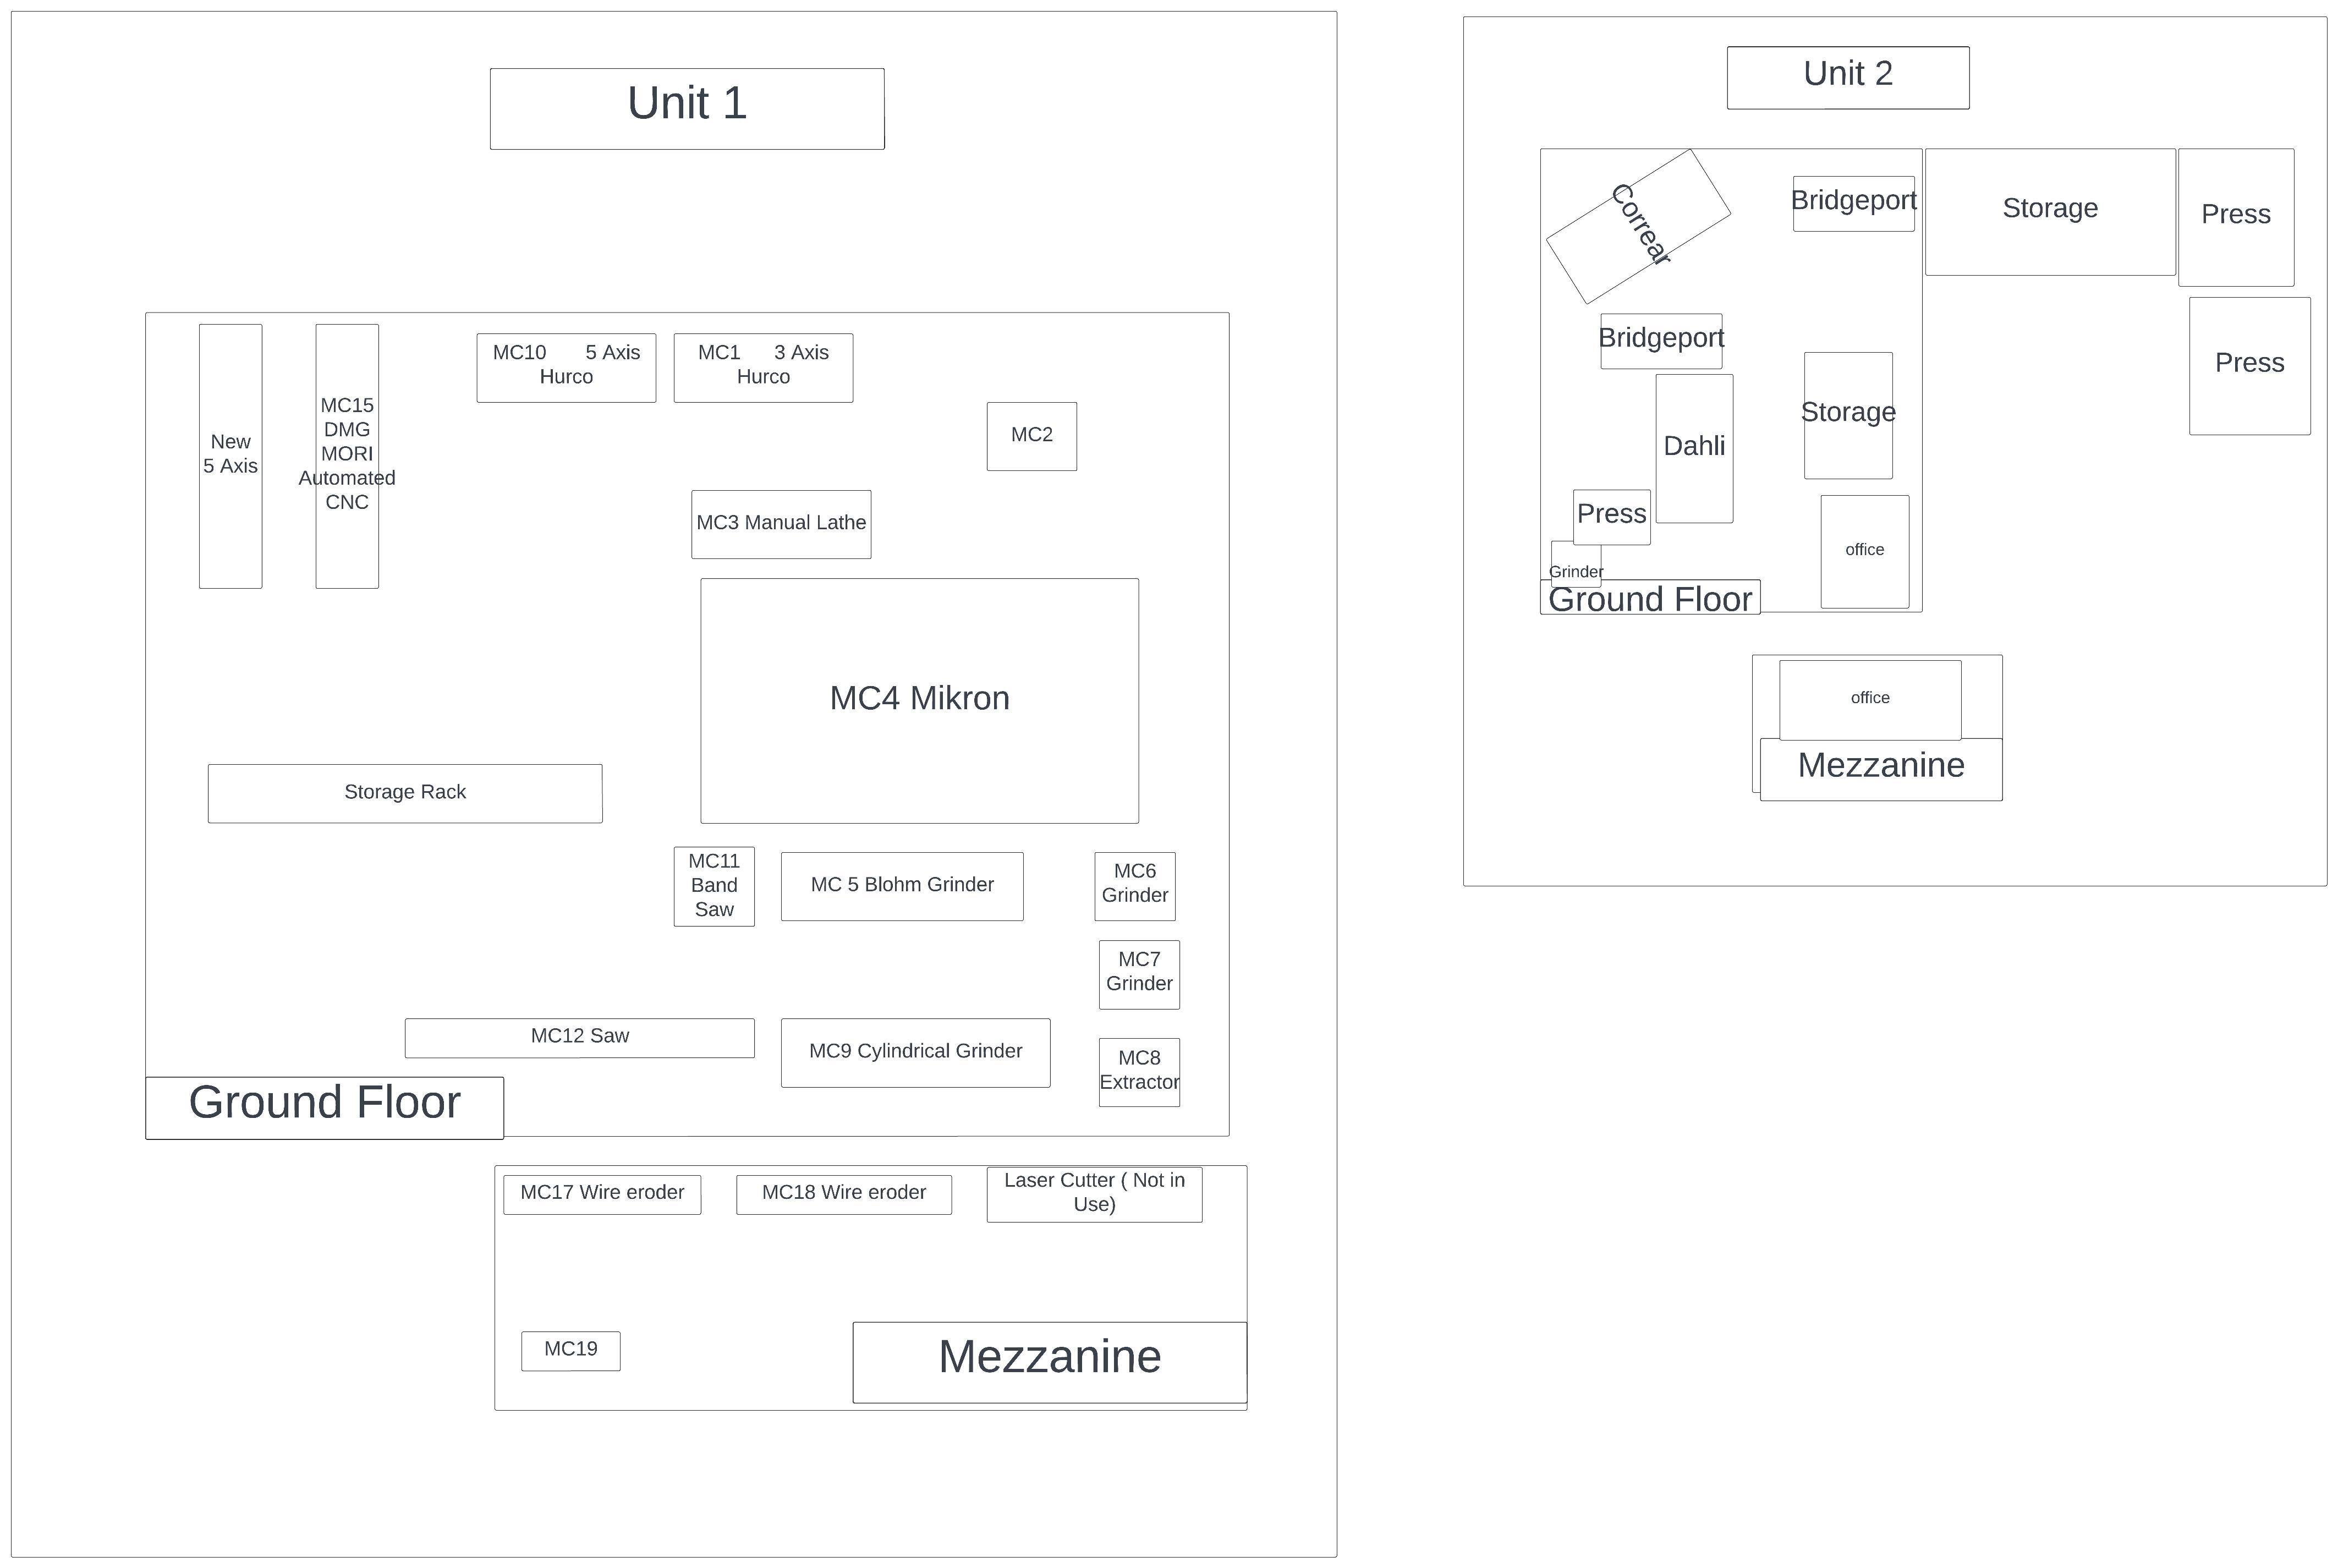 Unit 1
MC10 5 Axis
Hurco
MC1 3 Axis
Hurco
New
5 Axis
MC15
DMG
MORI
Automated
CNC
MC2
MC3 Manual Lathe
MC4 Mikron
Storage Rack
MC11
Band
Saw
MC 5 Blohm Grinder
MC6
Grinder
MC7
Grinder
MC12 Saw
MC9 Cylindrical Grinder
MC8
Extractor
Ground Floor
MC17 Wire eroder
MC18 Wire eroder
Laser Cutter ( Not in
Use)
MC19
Mezzanine
Unit 2
Correar
Bridgeport
Storage
Press
Bridgeport
Press
Storage
Dahli
Press
office
Grinder
Ground Floor
office
Mezzanine